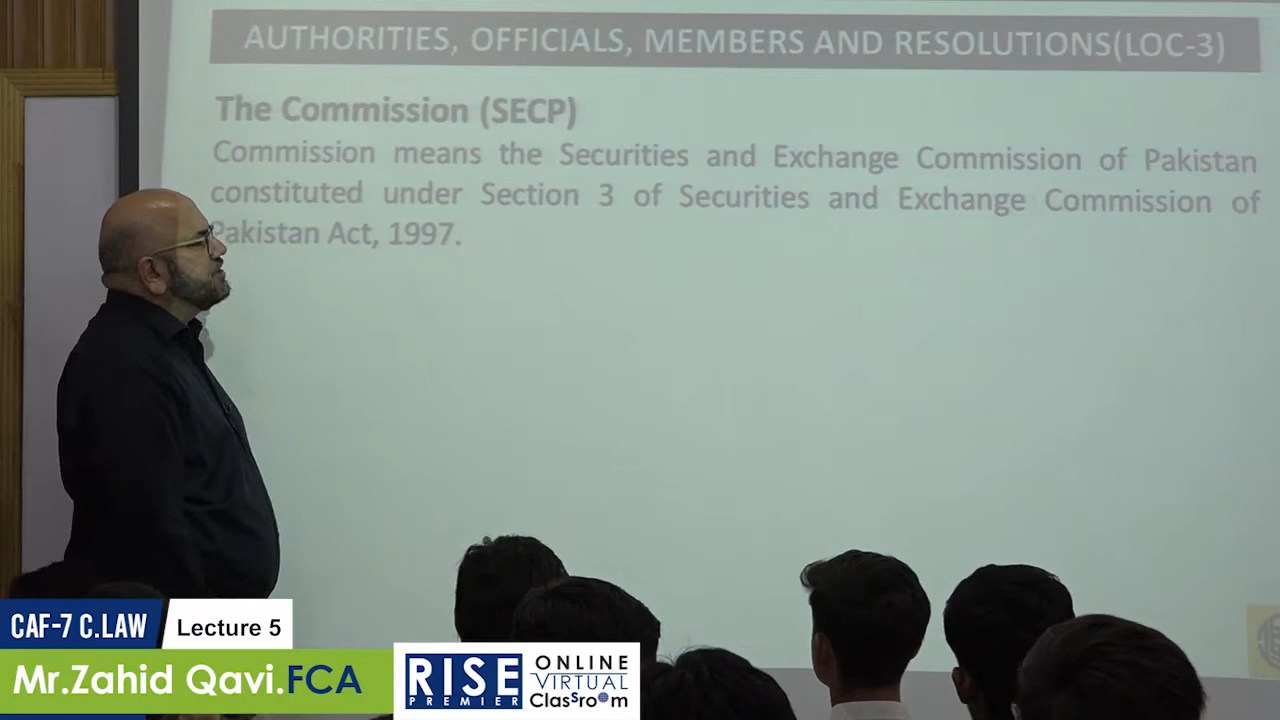 AUTHORITIES, OFFICIALS, MEMBERS AND RESOLUTIONS(LOC-3)
The Commission (SECP)
Commission means the Securities and Exchange Commission of Pakistan
constituted under Section 3 of Securities and Exchange Commission of
Pakistan Act, 1997.
CAF-7 C.LAW
Lecture 5
Mr.Zahid Qavi.FCA
RISE
PREMIER
ONLINE
VIRTUAL
Classroom